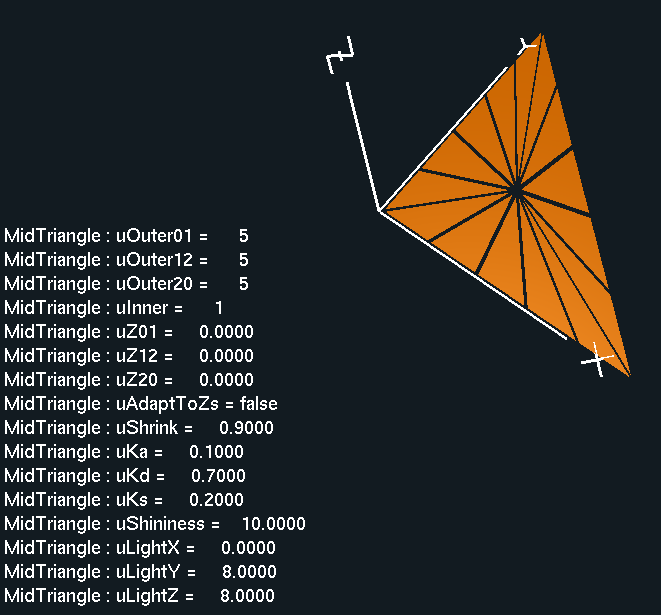 Z
Y
X
MidTriangle : uOuter01 = 5
MidTriangle : uOuter12 = 5
MidTriangle : uOuter20 = 5
MidTriangle : uInner = 1
MidTriangle : uZ01 = 0.0000
MidTriangle : uZ12 = 0.0000
MidTriangle : uZ20 = 0.0000
MidTriangle : uAdaptToZs = false
MidTriangle : uShrink = 0.9000
MidTriangle : uKa = 0.1000
MidTriangle : uKd = 0.7000
MidTriangle : uKs = 0.2000
MidTriangle : uShininess = 10.0000
MidTriangle : uLightX = 0.0000
MidTriangle : uLightY = 8.0000
MidTriangle : uLightZ = 8.0000